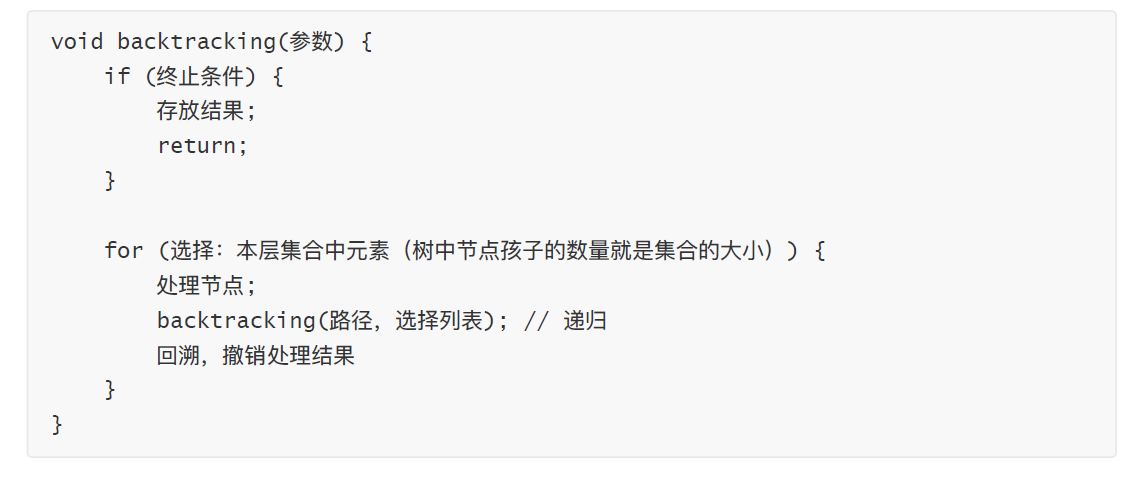 void backtracking(参数) {
    if (终止条件) {
        存放结果;
        return;
    }
    for (选择：本层集合中元素（树中节点孩子的数量就是集合的大小）) {
        处理节点;
        backtracking(路径，选择列表); // 递归
        回溯，撤销处理结果
    }
}